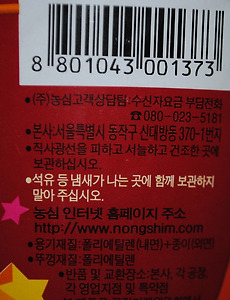 8 801043 001373
•(주)농심고객상담팀:수신자요금 부담전화
☎080-023-5181
•본사:서울특별시 동작구 신대방동 370-1번지
•직사광선을 피하고 서늘하고 건조한 곳에
보관하십시오.
•석유 등 냄새가 나는 곳에 함께 보관하지
말아 주십시오.
농심 인터넷 홈페이지 주소
http://www.nongshim.com
•용기재질:폴리에틸렌(내면)+종이(외면)
•뚜껑재질:폴리에틸렌
•반품 및 교환장소:본사, 각 공장,
각 영업지점 및 특약점